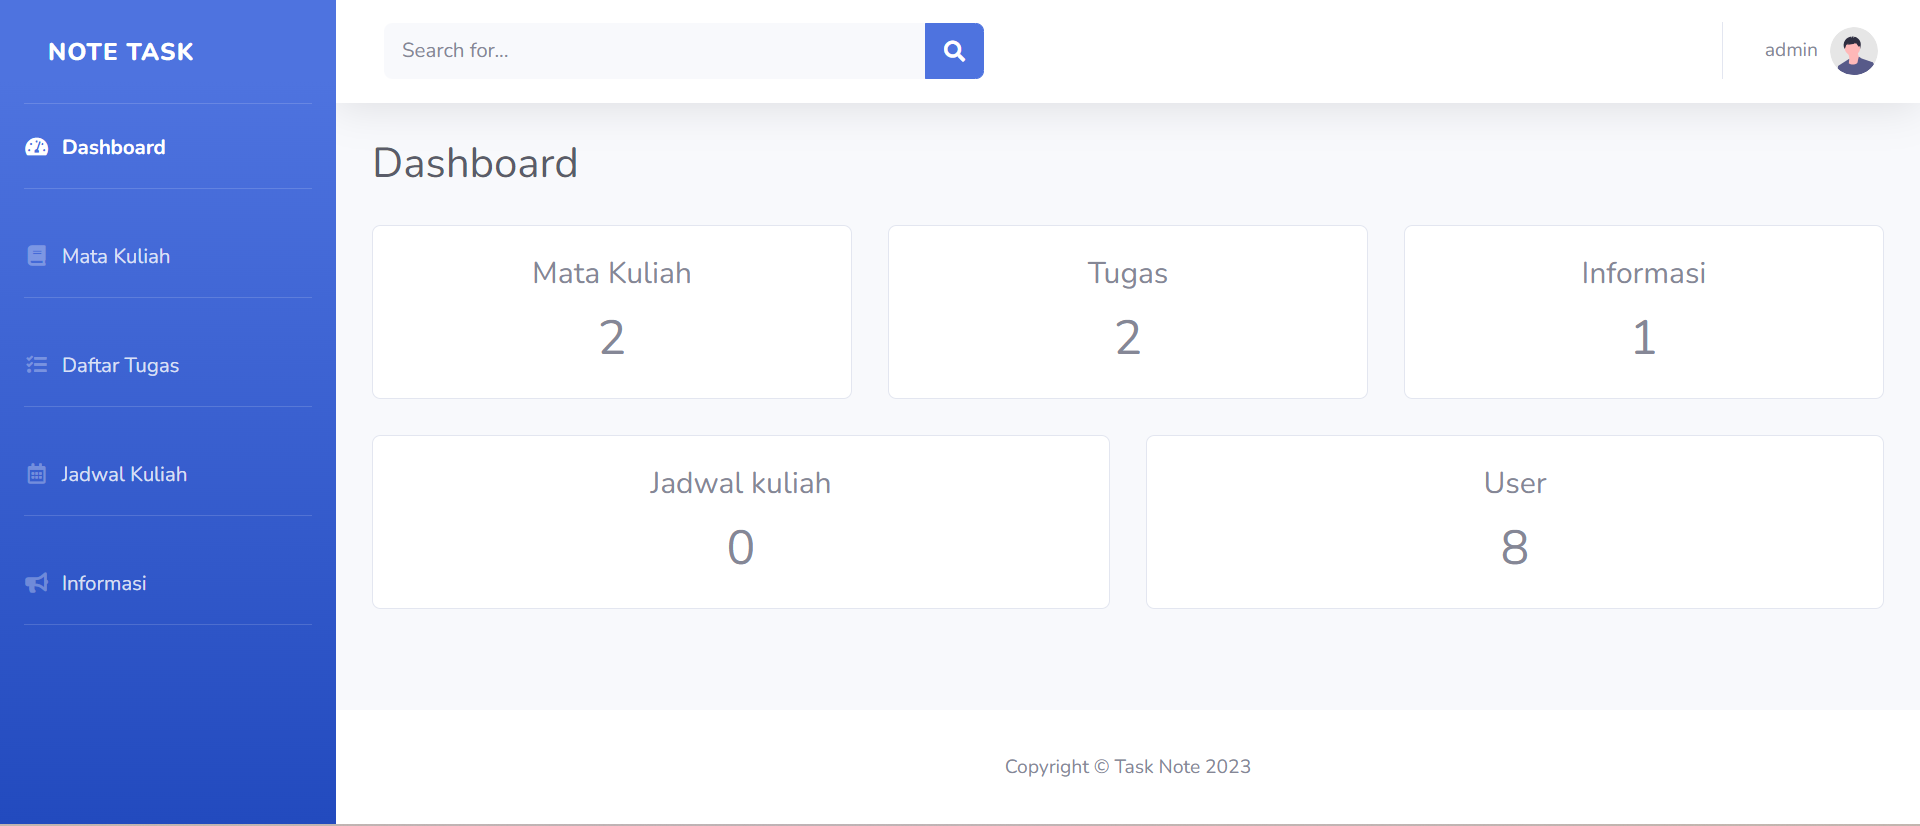 NOTE TASK
Dashboard
Mata Kuliah
Daftar Tugas
Jadwal Kuliah
Informasi
Search for...
admin
Dashboard
Mata Kuliah
2
Tugas
2
Informasi
1
Jadwal kuliah
0
User
8
Copyright © Task Note 2023